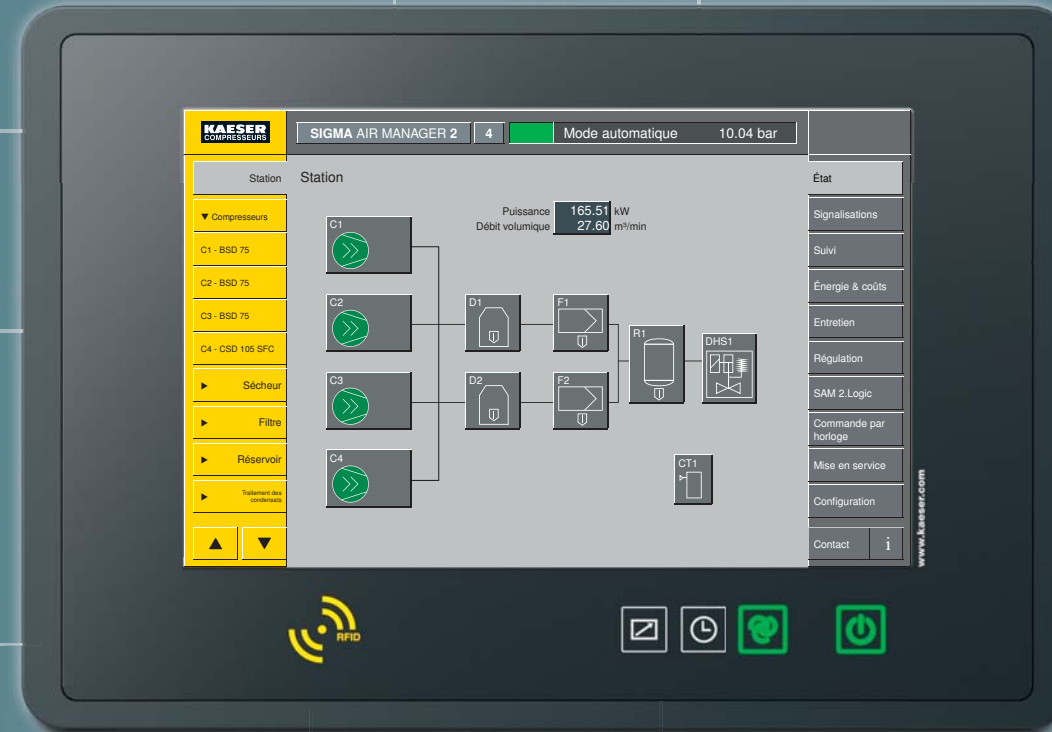 KAESER
COMPRESSEURS
SIGMA AIR MANAGER 2
4
Mode automatique 10.04 bar
Station
▼ Compresseurs
C1 - BSD 75
C2 - BSD 75
C3 - BSD 75
C4 - CSD 105 SFC
► Sécheur
► Filtre
► Réservoir
► Traitement des
condensats
▲ ▼
Station
Puissance 165.51 kW
Débit volumique 27.60 m³/min
C1
C2
C3
C4
D1
D2
F1
F2
R1
DHS1
CT1
État
Signalisations
Suivi
Énergie & coûts
Entretien
Régulation
SAM 2.Logic
Commande par
horloge
Mise en service
Configuration
Contact i
www.kaeser.com
RFID